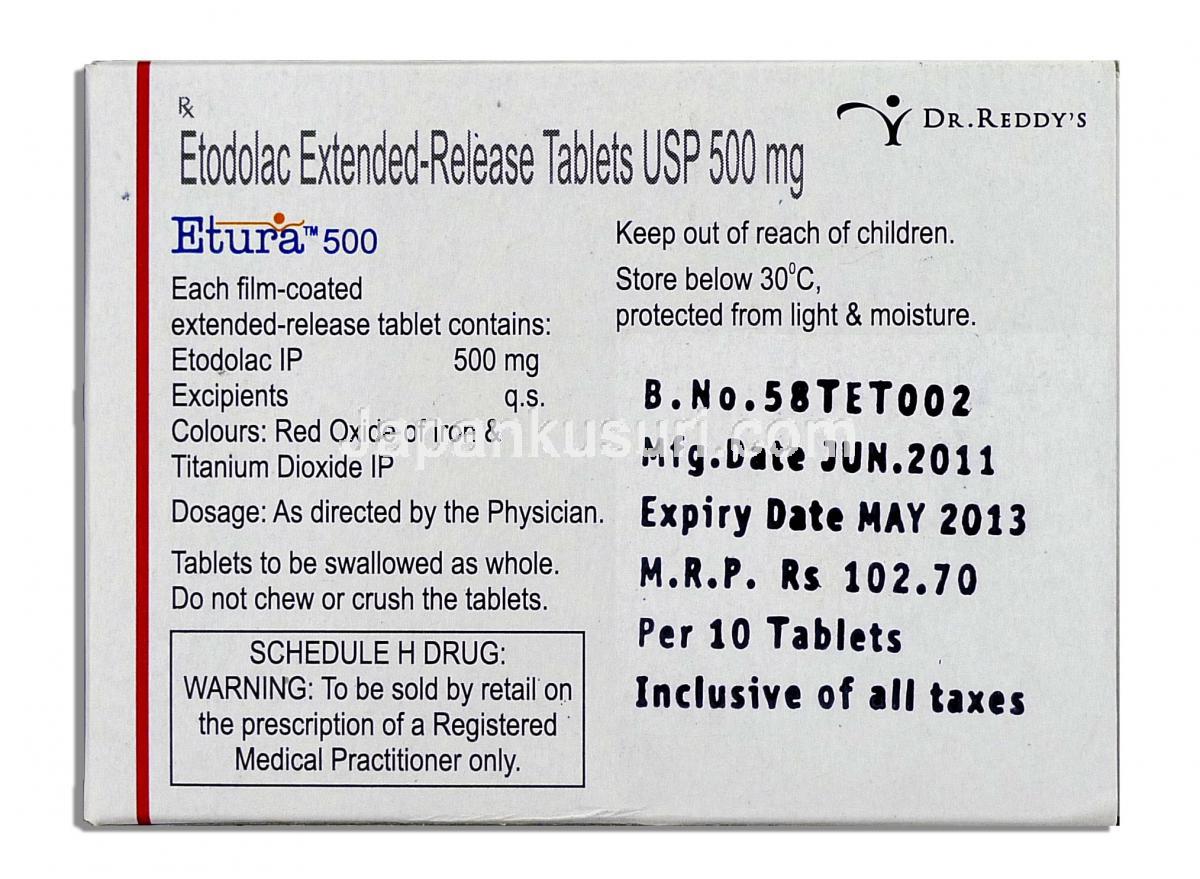 Rx
Etodolac Extended-Release Tablets USP 500 mg
DR.REDDY'S
Etura™ 500
Each film-coated
extended-release tablet contains:
Etodolac IP 500 mg
Excipients q.s.
Colours: Red Oxide of Iron &
Titanium Dioxide IP
Dosage: As directed by the Physician.
Tablets to be swallowed as whole.
Do not chew or crush the tablets.
SCHEDULE H DRUG:
WARNING: To be sold by retail on
the prescription of a Registered
Medical Practitioner only.
Keep out of reach of children.
Store below 30⁰C,
protected from light & moisture.
B.No.58TET002
Mfg.Date JUN.2011
Expiry Date MAY 2013
M.R.P. Rs 102.70
Per 10 Tablets
Inclusive of all taxes
Japankusuri.com